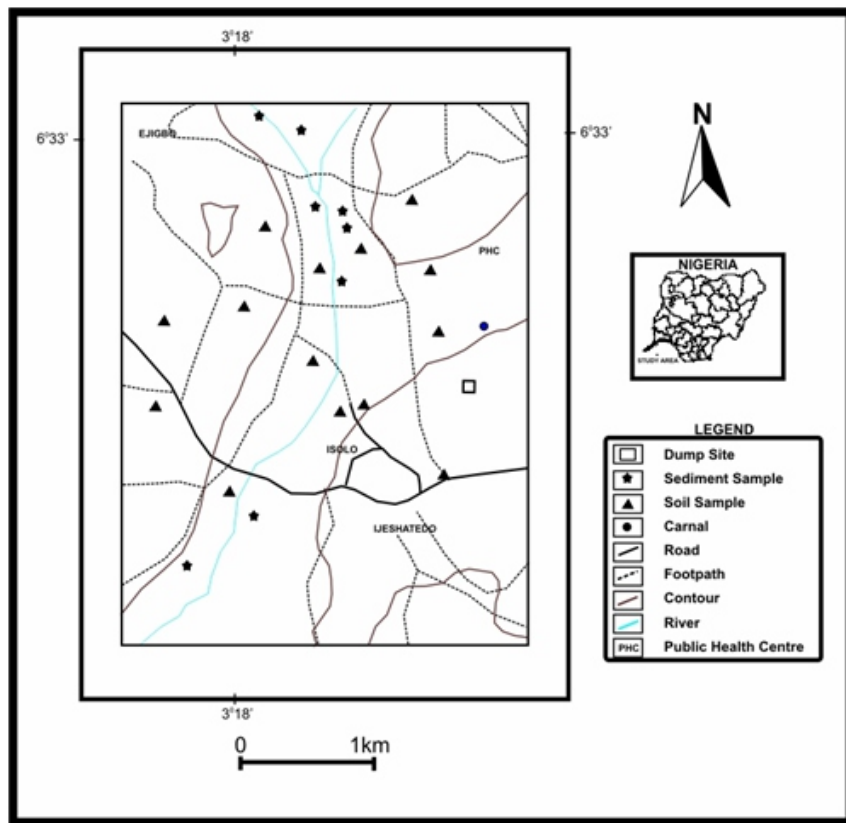 3°18'
6°33'
6°33'
EJIGBO
N
PHC
NIGERIA
STUDY AREA
ISOLO
IJESHATEDO
LEGEND
Dump Site
Sediment Sample
Soil Sample
Carnal
Road
Footpath
Contour
River
PHC Public Health Centre
3°18'
0 1km